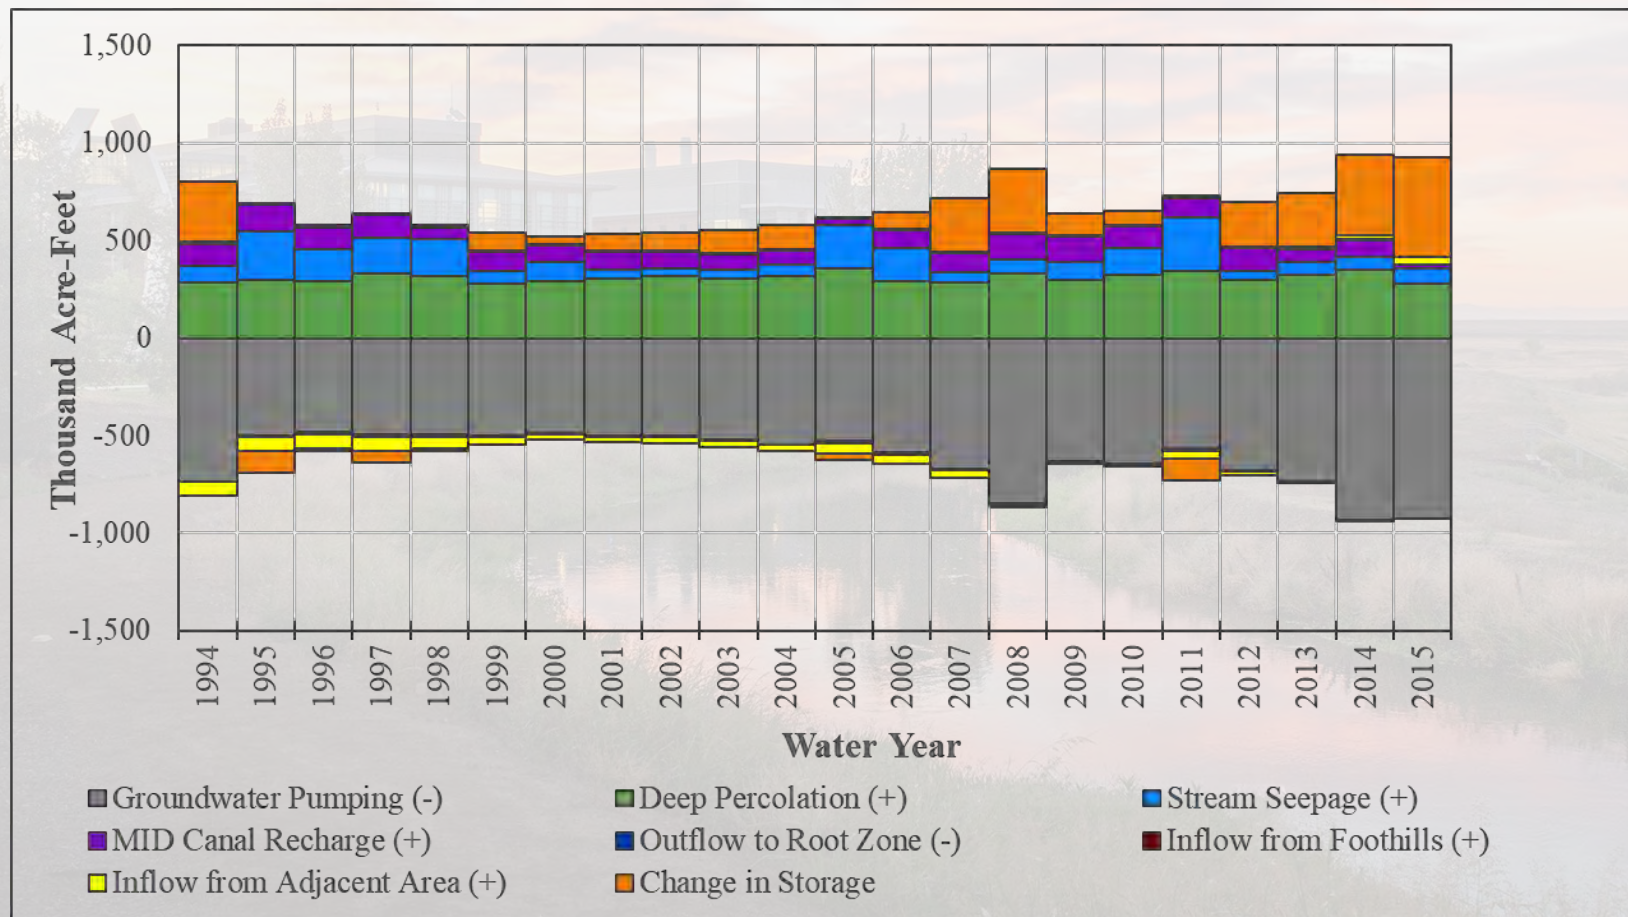 1,500
1,000
500
0
-500
-1,000
-1,500
Thousand Acre-Feet
1994 1995 1996 1997 1998 1999 2000 2001 2002 2003 2004 2005 2006 2007 2008 2009 2010 2011 2012 2013 2014 2015
Water Year
Groundwater Pumping (-) Deep Percolation (+) Stream Seepage (+)
MID Canal Recharge (+) Outflow to Root Zone (-) Inflow from Foothills (+)
Inflow from Adjacent Area (+) Change in Storage